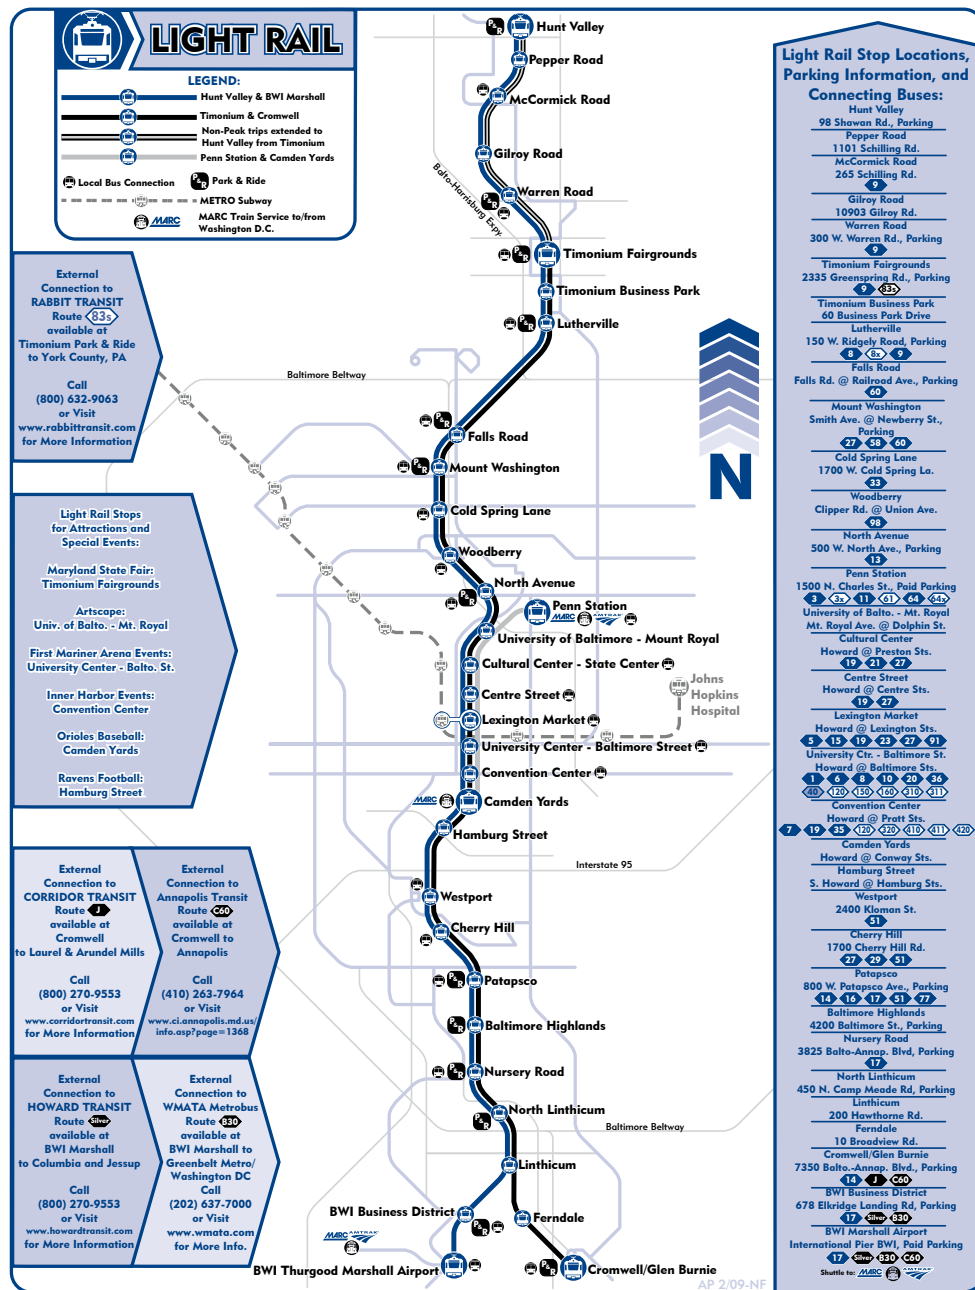 LIGHT RAIL
LEGEND:
Hunt Valley & BWI Marshall
Timonium & Cromwell
Non-Peak trips extended to
Hunt Valley from Timonium
Penn Station & Camden Yards
Local Bus Connection
P&R Park & Ride
METRO Subway
MARC
MARC Train Service to/from
Washington D.C.
External
Connection to
RABBIT TRANSIT
Route 83s
available at
Timonium Park & Ride
to York County, PA
Call
(800) 632-9063
or Visit
www.rabbittransit.com
for More Information
Light Rail Stops
for Attractions and
Special Events:
Maryland State Fair:
Timonium Fairgrounds
Artscape:
Univ. of Balto. - Mt. Royal
First Mariner Arena Events:
University Center - Balto. St.
Inner Harbor Events:
Convention Center
Orioles Baseball:
Camden Yards
Ravens Football:
Hamburg Street
External
Connection to
CORRIDOR TRANSIT
Route J
available at
Cromwell
to Laurel & Arundel Mills
Call
(800) 270-9553
or Visit
www.corridortransit.com
for More Information
External
Connection to
Annapolis Transit
Route C60
available at
Cromwell to
Annapolis
Call
(410) 263-7964
or Visit
www.ci.annapolis.md.us/
info.asp?page=1368
External
Connection to
HOWARD TRANSIT
Route Silver
available at
BWI Marshall
to Columbia and Jessup
Call
(800) 270-9553
or Visit
www.howardtransit.com
for More Information
External
Connection to
WMATA Metrobus
Route B30
available at
BWI Marshall to
Greenbelt Metro/
Washington DC
Call
(202) 637-7000
or Visit
www.wmata.com
for More Info.
P&R Hunt Valley
Pepper Road
McCormick Road
Gilroy Road
Balto-Harrisburg Expy.
P&R Warren Road
P&R Timonium Fairgrounds
Timonium Business Park
P&R Lutherville
Baltimore Beltway
P&R Falls Road
P&R Mount Washington
N
Cold Spring Lane
Woodberry
P&R North Avenue
Penn Station
MARC AMTRAK
University of Baltimore - Mount Royal
Cultural Center - State Center
Johns
Hopkins
Hospital
Centre Street
Lexington Market
University Center - Baltimore Street
Convention Center
MARC Camden Yards
Hamburg Street
Interstate 95
Westport
Cherry Hill
P&R Patapsco
P&R Baltimore Highlands
P&R Nursery Road
P&R North Linthicum
Baltimore Beltway
Linthicum
BWI Business District
P&R
Ferndale
MARC AMTRAK
BWI Thurgood Marshall Airport
P&R Cromwell/Glen Burnie
AP 2/09-NF
Light Rail Stop Locations,
Parking Information, and
Connecting Buses:
Hunt Valley
98 Shawan Rd., Parking
Pepper Road
1101 Schilling Rd.
McCormick Road
265 Schilling Rd.
9
Gilroy Road
10903 Gilroy Rd.
Warren Road
300 W. Warren Rd., Parking
9
Timonium Fairgrounds
2335 Greenspring Rd., Parking
9 83s
Timonium Business Park
60 Business Park Drive
Lutherville
150 W. Ridgely Road, Parking
8 8x 9
Falls Road
Falls Rd. @ Railroad Ave., Parking
60
Mount Washington
Smith Ave. @ Newberry St.,
Parking
27 58 60
Cold Spring Lane
1700 W. Cold Spring La.
33
Woodberry
Clipper Rd. @ Union Ave.
98
North Avenue
500 W. North Ave., Parking
13
Penn Station
1500 N. Charles St., Paid Parking
3 3x 11 61 64 64x
University of Balto. - Mt. Royal
Mt. Royal Ave. @ Dolphin St.
Cultural Center
Howard @ Preston Sts.
19 21 27
Centre Street
Howard @ Centre Sts.
19 27
Lexington Market
Howard @ Lexington Sts.
5 15 19 23 27 91
University Ctr. - Baltimore St.
Howard @ Baltimore Sts.
1 6 8 10 20 36
40 120 150 160 310 311
Convention Center
Howard @ Pratt Sts.
7 19 35 120 320 410 411 420
Camden Yards
Howard @ Conway Sts.
Hamburg Street
S. Howard @ Hamburg Sts.
Westport
2400 Kloman St.
51
Cherry Hill
1700 Cherry Hill Rd.
27 29 51
Patapsco
800 W. Patapsco Ave., Parking
14 16 17 51 77
Baltimore Highlands
4200 Baltimore St., Parking
Nursery Road
3825 Balto-Annap. Blvd, Parking
17
North Linthicum
450 N. Camp Meade Rd, Parking
Linthicum
200 Hawthorne Rd.
Ferndale
10 Broadview Rd.
Cromwell/Glen Burnie
7350 Balto.-Annap. Blvd., Parking
14 J C60
BWI Business District
678 Elkridge Landing Rd, Parking
17 Silver B30
BWI Marshall Airport
International Pier BWI, Paid Parking
17 Silver B30 C60
Shuttle to: MARC AMTRAK